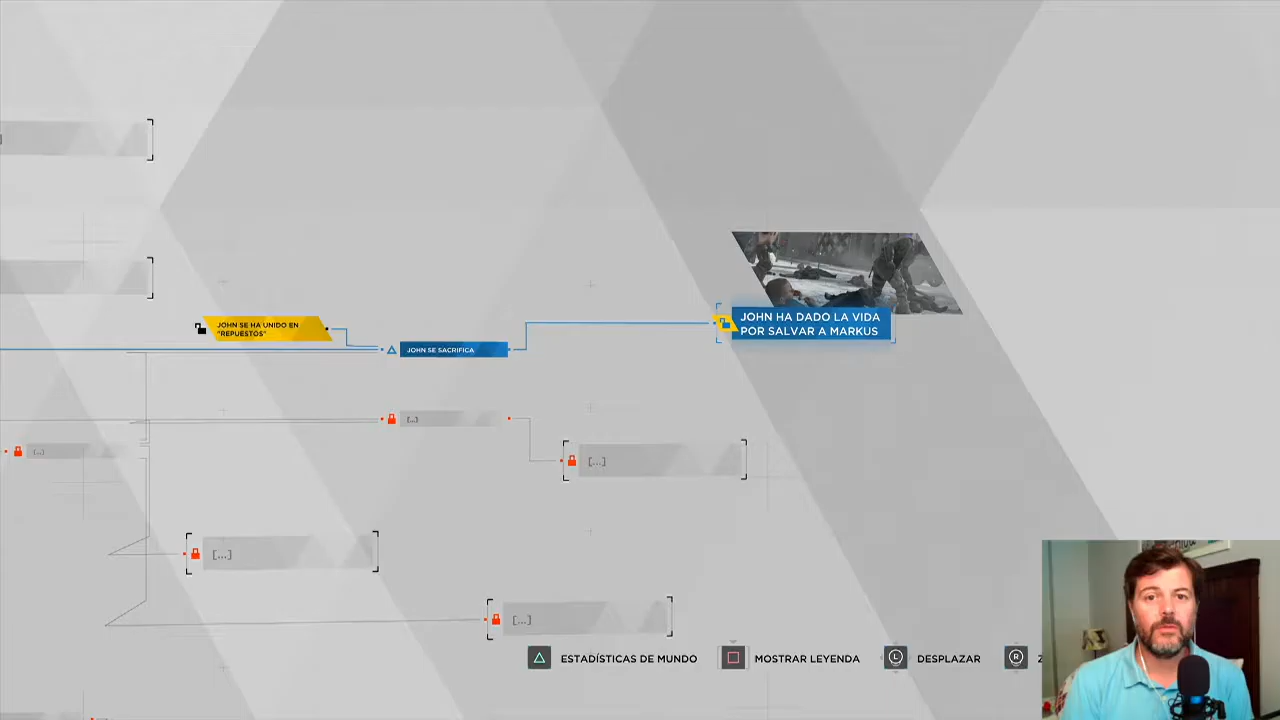 JOHN HA DADO LA VIDA
POR SALVAR A MARKUS
JOHN SE HA UNIDO EN
"REPUESTOS"
JOHN SE SACRIFICA
[...]
[...]
[...]
[...]
[...]
ESTADÍSTICAS DE MUNDO
MOSTRAR LEYENDA
L
DESPLAZAR
R